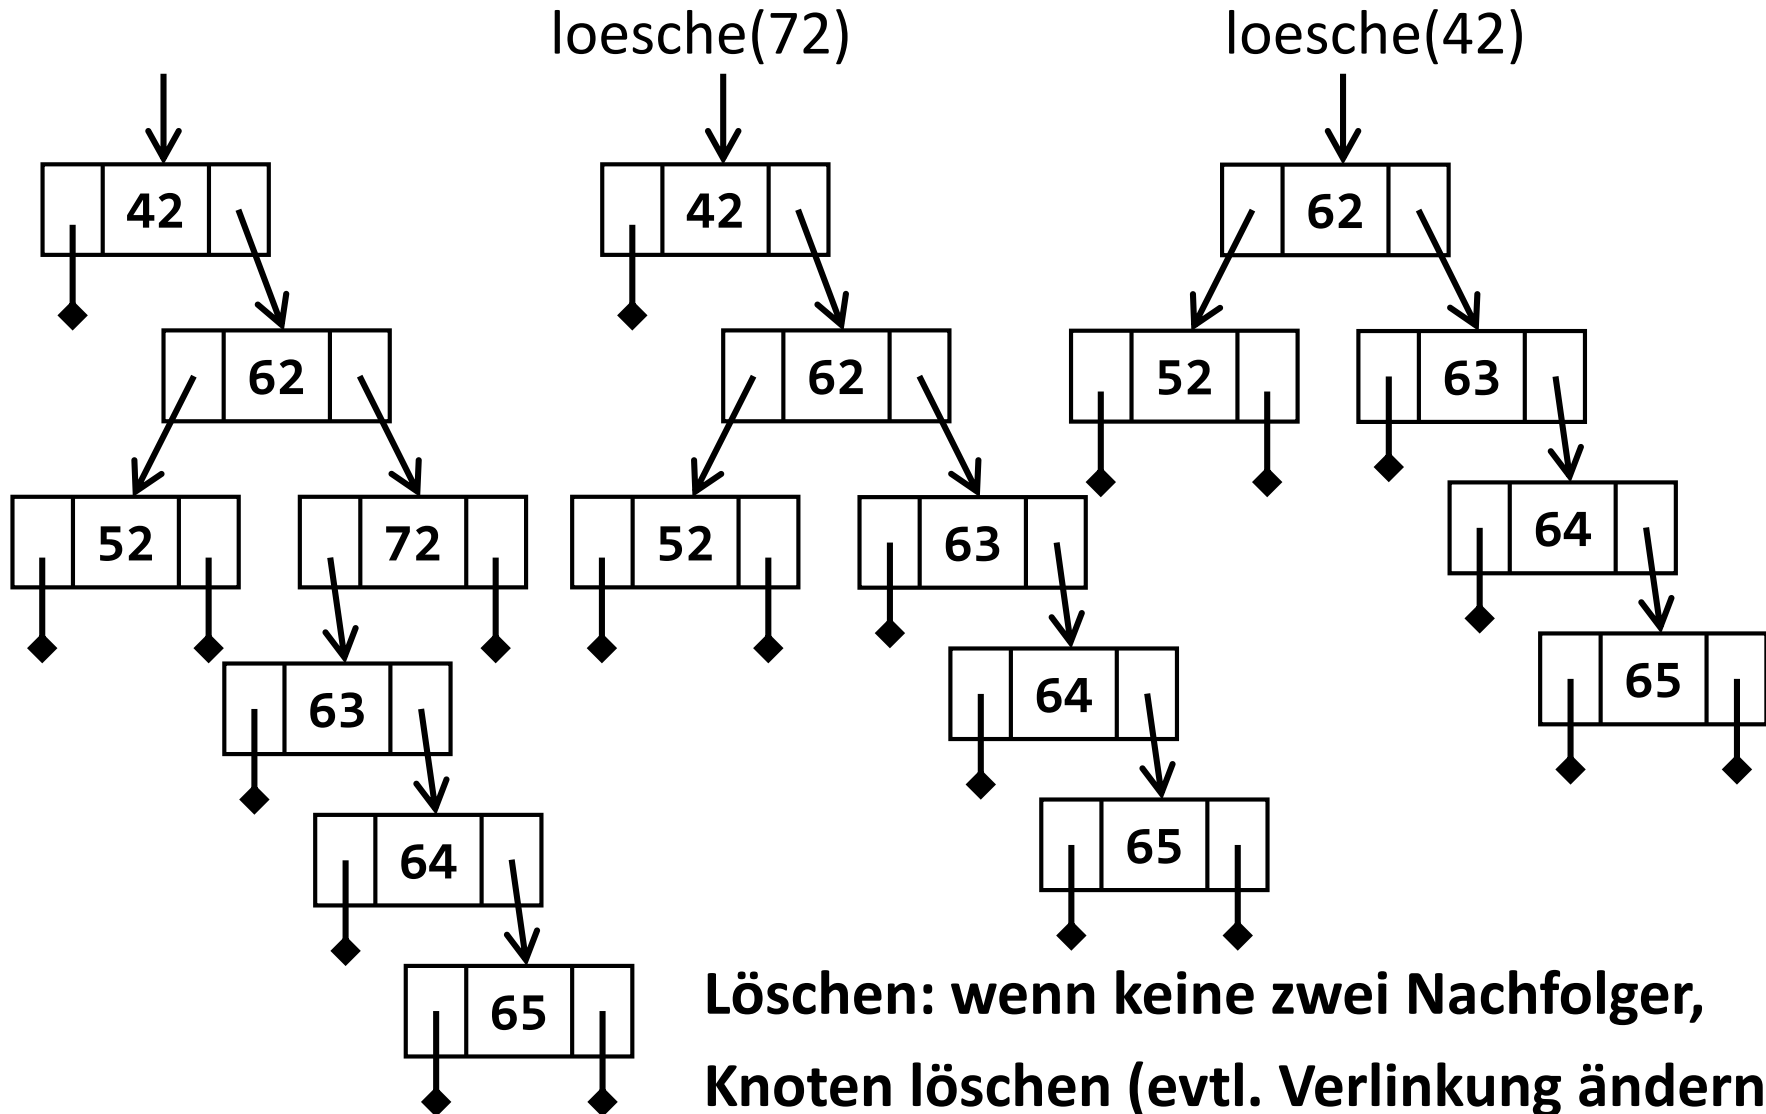 loesche(72) loesche(42)
42 42 62
62 62 52 63
52 72 52 63 64
63 64 65
64 65
65
Löschen: wenn keine zwei Nachfolger,
Knoten löschen (evtl. Verlinkung ändern